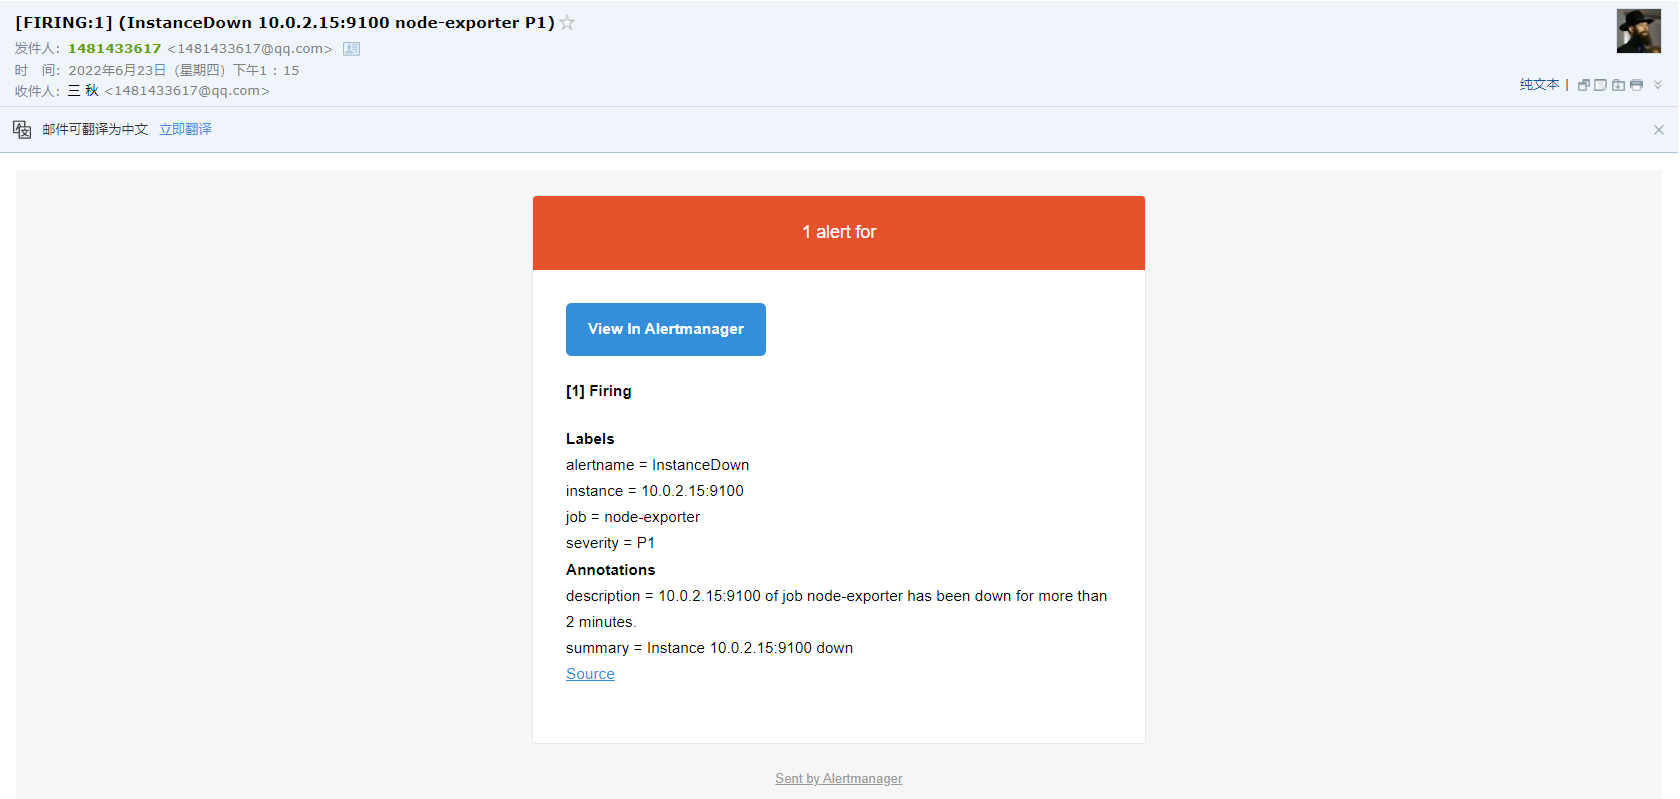 [FIRING:1] (InstanceDown 10.0.2.15:9100 node-exporter P1)
发件人：1481433617 <1481433617@qq.com>
时　间：2022年6月23日（星期四）下午1：15
收件人：三 秋 <1481433617@qq.com>
纯文本 |
邮件可翻译为中文 立即翻译
1 alert for
View In Alertmanager
[1] Firing
Labels
alertname = InstanceDown
instance = 10.0.2.15:9100
job = node-exporter
severity = P1
Annotations
description = 10.0.2.15:9100 of job node-exporter has been down for more than
2 minutes.
summary = Instance 10.0.2.15:9100 down
Source
Sent by Alertmanager